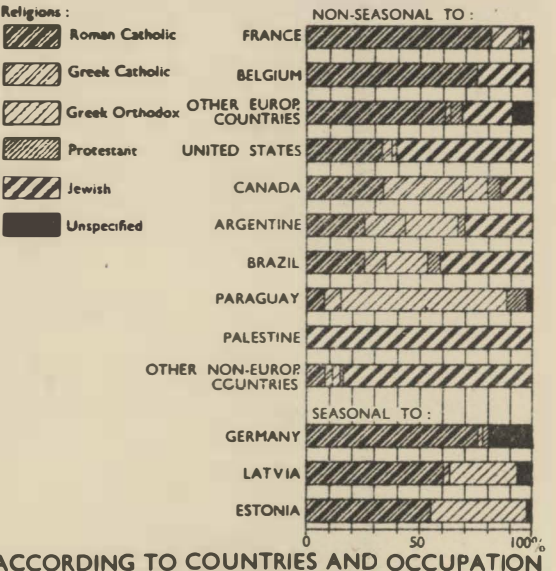 Religions :
Roman Catholic
Greek Catholic
Greek Orthodox
Protestant
Jewish
Unspecified
NON-SEASONAL TO :
FRANCE
BELGIUM
OTHER EUROP.
COUNTRIES
UNITED STATES
CANADA
ARGENTINE
BRAZIL
PARAGUAY
PALESTINE
OTHER NON-EUROP.
COUNTRIES
SEASONAL TO :
GERMANY
LATVIA
ESTONIA
0 50 100%
ACCORDING TO COUNTRIES AND OCCUPATION